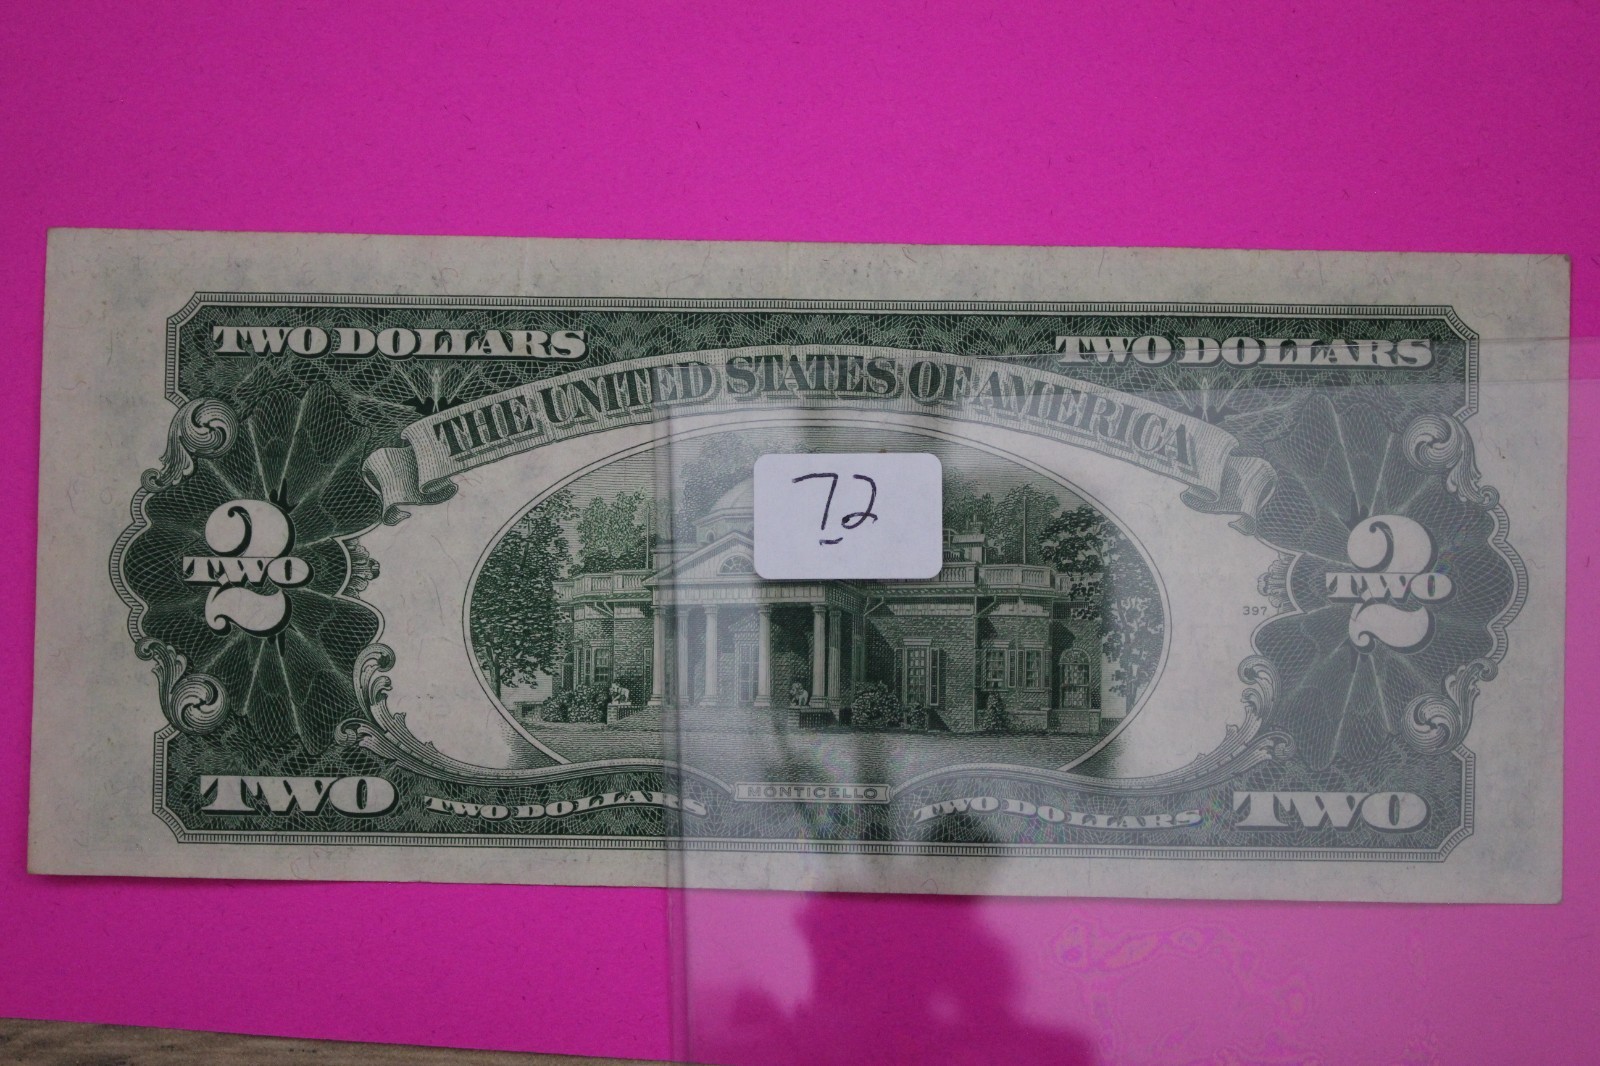 TWO DOLLARS TWO DOLLARS
THE UNITED STATES OF AMERICA
72
2 TWO
2 TWO
397
TWO TWO DOLLARS MONTICELLO TWO DOLLARS TWO